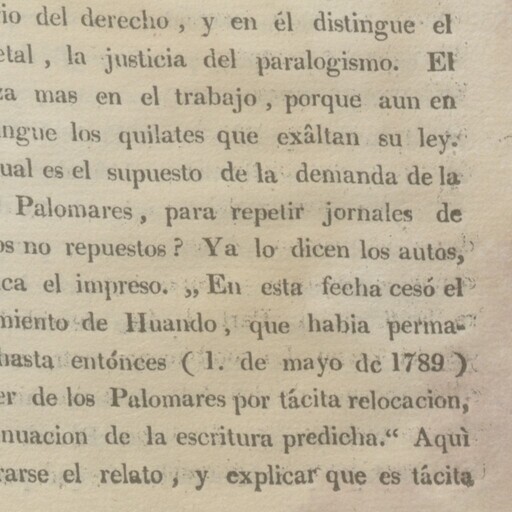 io del derecho, y en él distingue el
etal, la justicia del paralogismo. El
za mas en el trabajo, porque aun en
ngue los quilates que exâltan su ley.
ual es el supuesto de la demanda de la
Palomares, para repetir jornales de
os no repuestos? Ya lo dicen los autos,
ca el impreso. „En esta fecha cesó el
miento de Huando, que habia perma-
hasta entónces (1. de mayo de 1789)
er de los Palomares por tácita relocacion,
nuacion de la escritura predicha.“ Aquì
rarse el relato, y explicar que es tácita